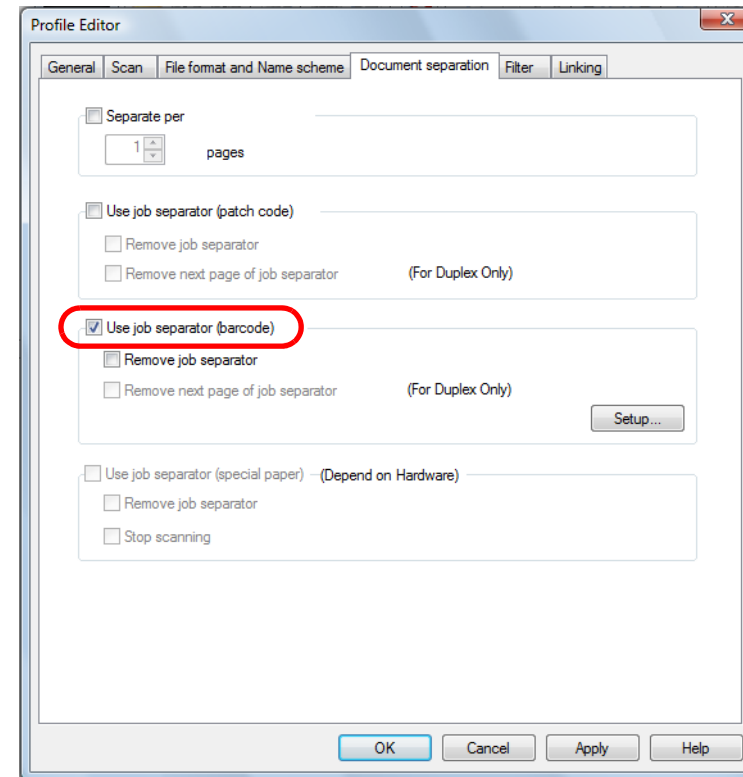 Profile Editor
General Scan File format and Name scheme Document separation Filter Linking
Separate per
1 pages
Use job separator (patch code)
Remove job separator
Remove next page of job separator (For Duplex Only)
Use job separator (barcode)
Remove job separator
Remove next page of job separator (For Duplex Only)
Setup...
Use job separator (special paper) (Depend on Hardware)
Remove job separator
Stop scanning
OK Cancel Apply Help